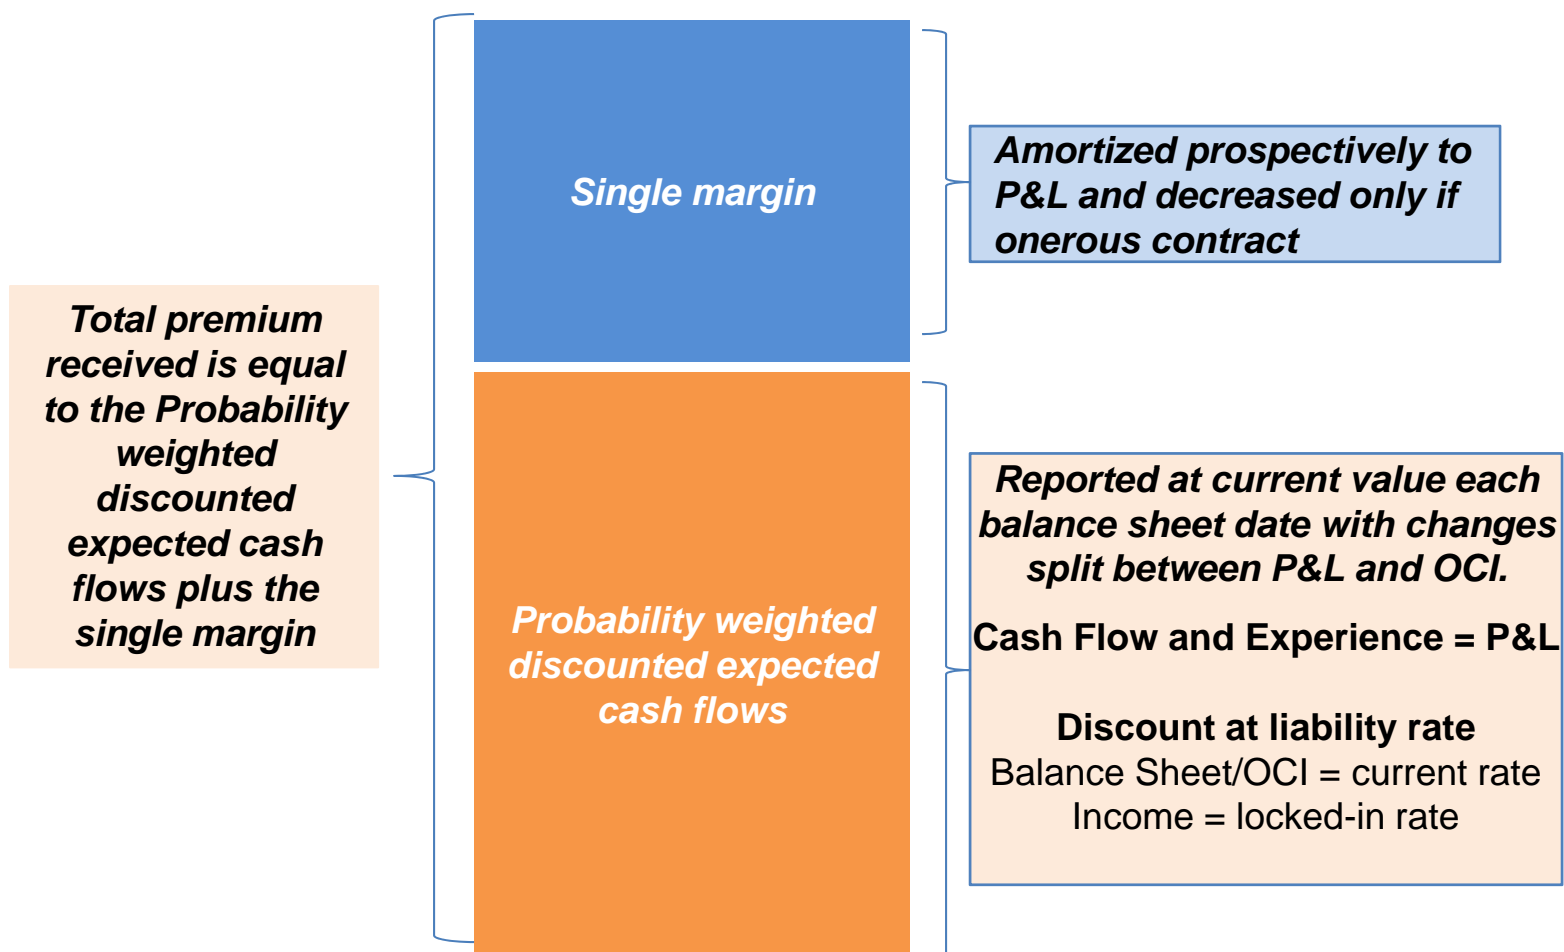 Total premium
received is equal
to the Probability
weighted
discounted
expected cash
flows plus the
single margin
Single margin
Amortized prospectively to
P&L and decreased only if
onerous contract
Probability weighted
discounted expected
cash flows
Reported at current value each
balance sheet date with changes
split between P&L and OCI.
Cash Flow and Experience = P&L
Discount at liability rate
Balance Sheet/OCI = current rate
Income = locked-in rate